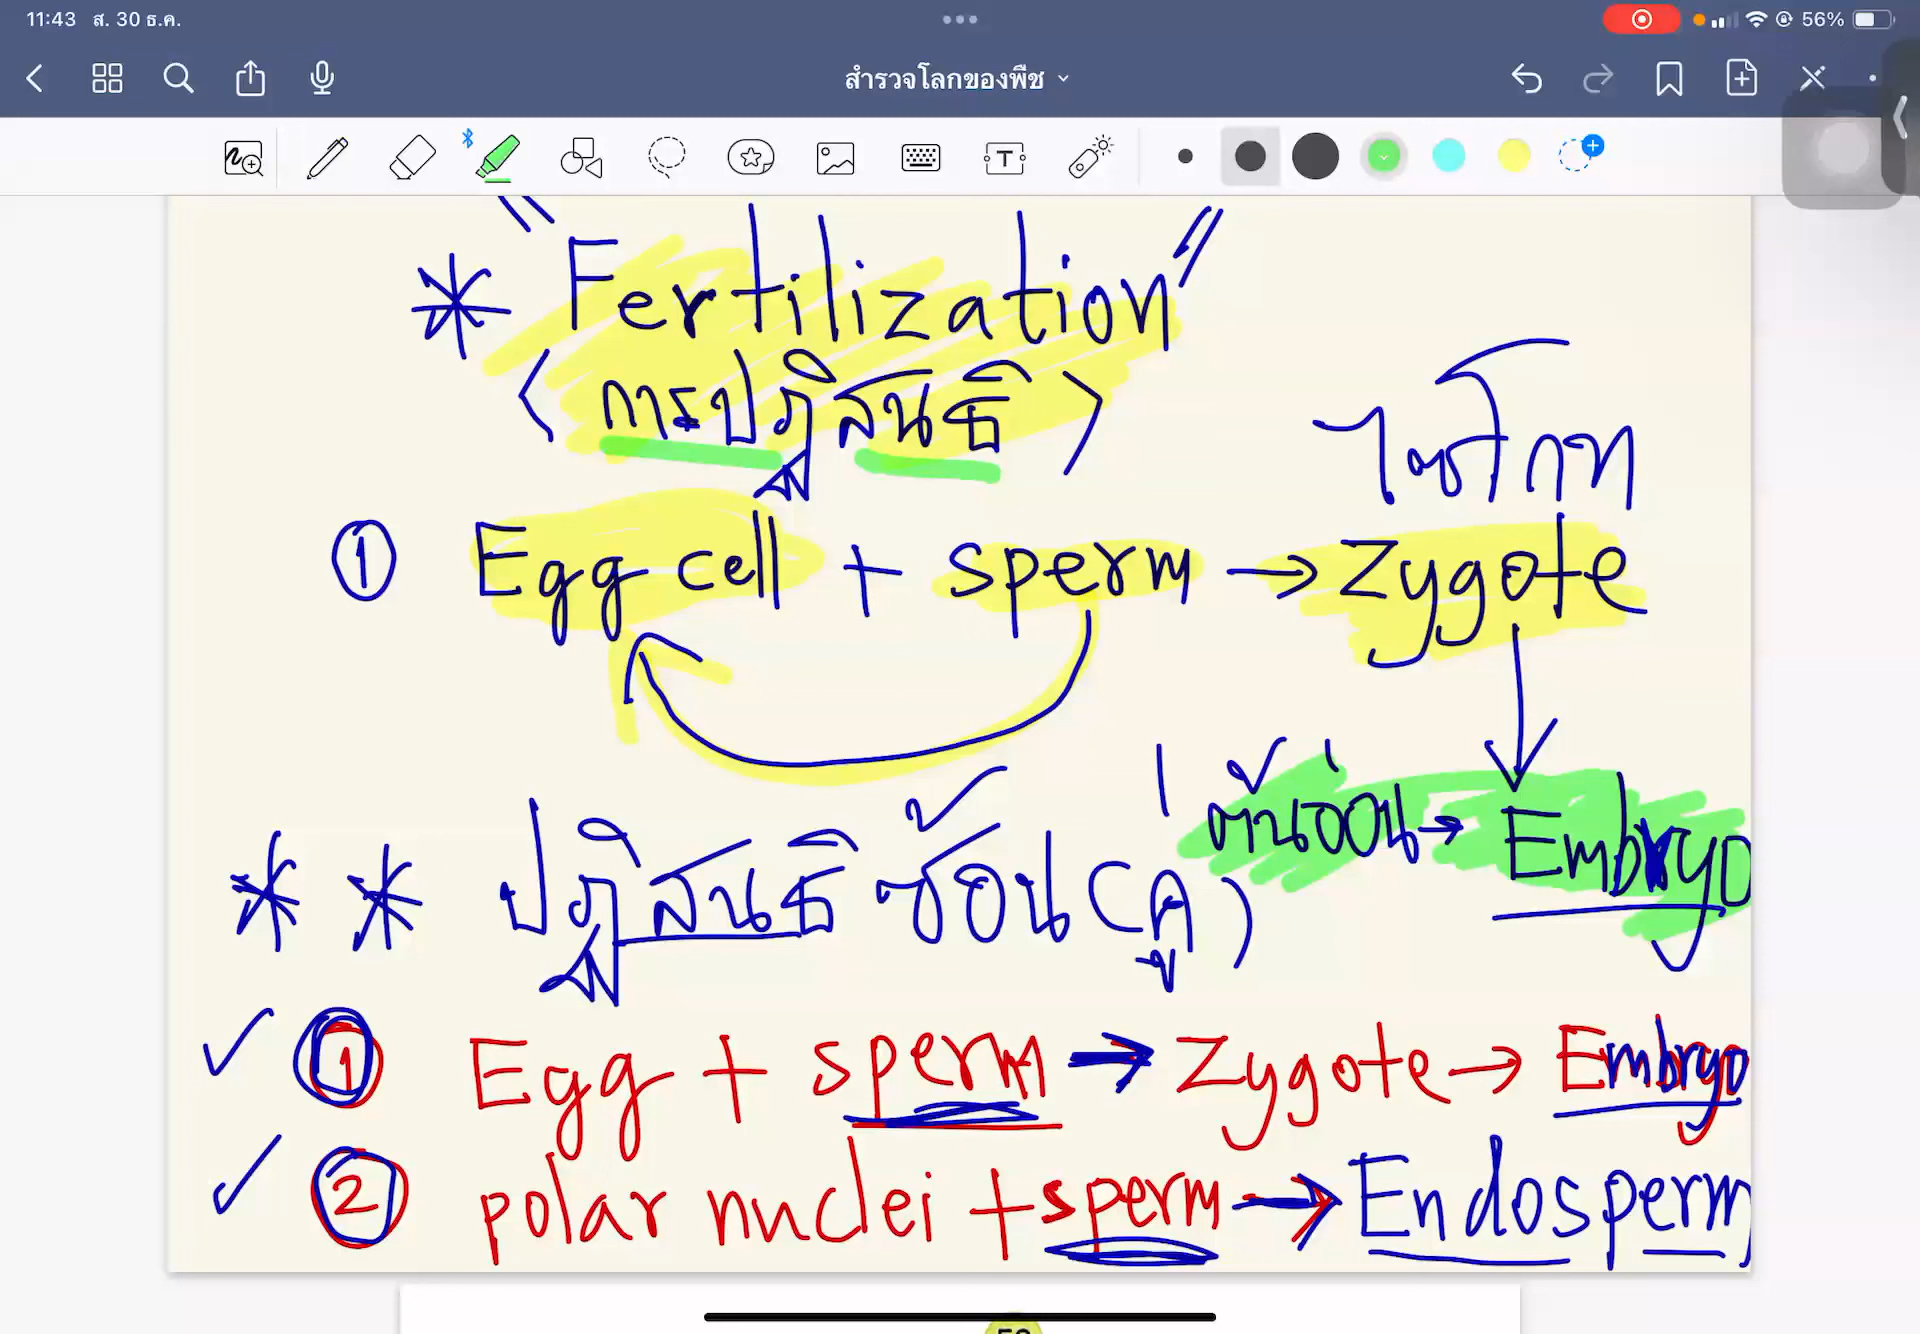 11:43 ส. 30 ธ.ค.
56%
สำรวจโลกของพืช
* "Fertilization"
< การปฏิสนธิ >
ไซโกท
① Egg cell + sperm → Zygote
ต้นอ่อน → Embryo
* * ปฏิสนธิซ้อน (คู่)
✓ ① Egg + sperm → Zygote → Embryo
✓ ② polar nuclei + sperm → Endosperm